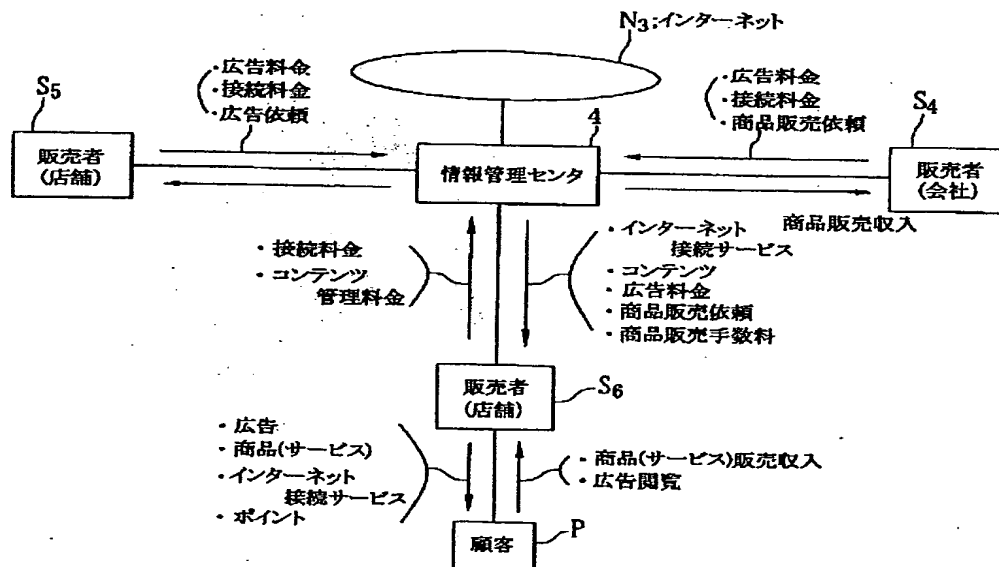 N3;インターネット
・広告料金
・接続料金
・広告依頼
・広告料金
・接続料金
・商品販売依頼
S5
S4
4
販売者
(店舗)
情報管理センタ
販売者
(会社)
商品販売収入
・接続料金
・コンテンツ
管理料金
・インターネット
接続サービス
・コンテンツ
・広告料金
・商品販売依頼
・商品販売手数料
販売者
(店舗)
S6
・広告
・商品(サービス)
・インターネット
接続サービス
・ポイント
・商品(サービス)販売収入
・広告閲覧
顧客
P